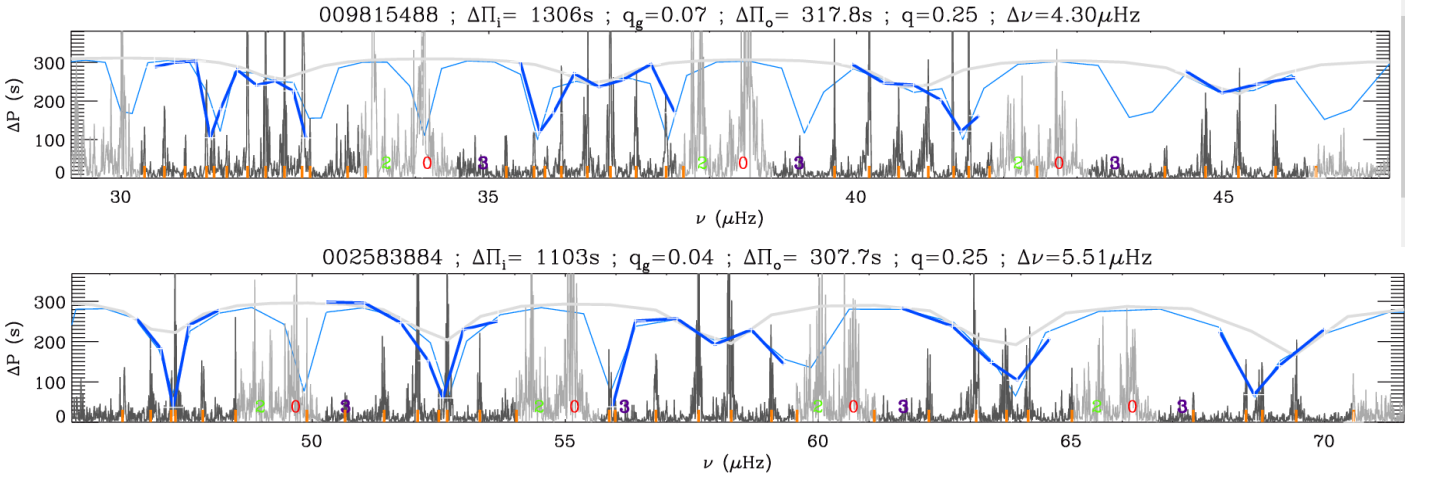 009815488 ; ΔΠi= 1306s ; qg=0.07 ; ΔΠo= 317.8s ; q=0.25 ; Δν=4.30μHz
ΔP (s)
300
200
100
0
2 0 3 2 0 3 2 0 3
30 35 40 45
ν (μHz)
002583884 ; ΔΠi= 1103s ; qg=0.04 ; ΔΠo= 307.7s ; q=0.25 ; Δν=5.51μHz
ΔP (s)
300
200
100
0
2 0 3 2 0 3 2 0 3 2 0 3
50 55 60 65 70
ν (μHz)